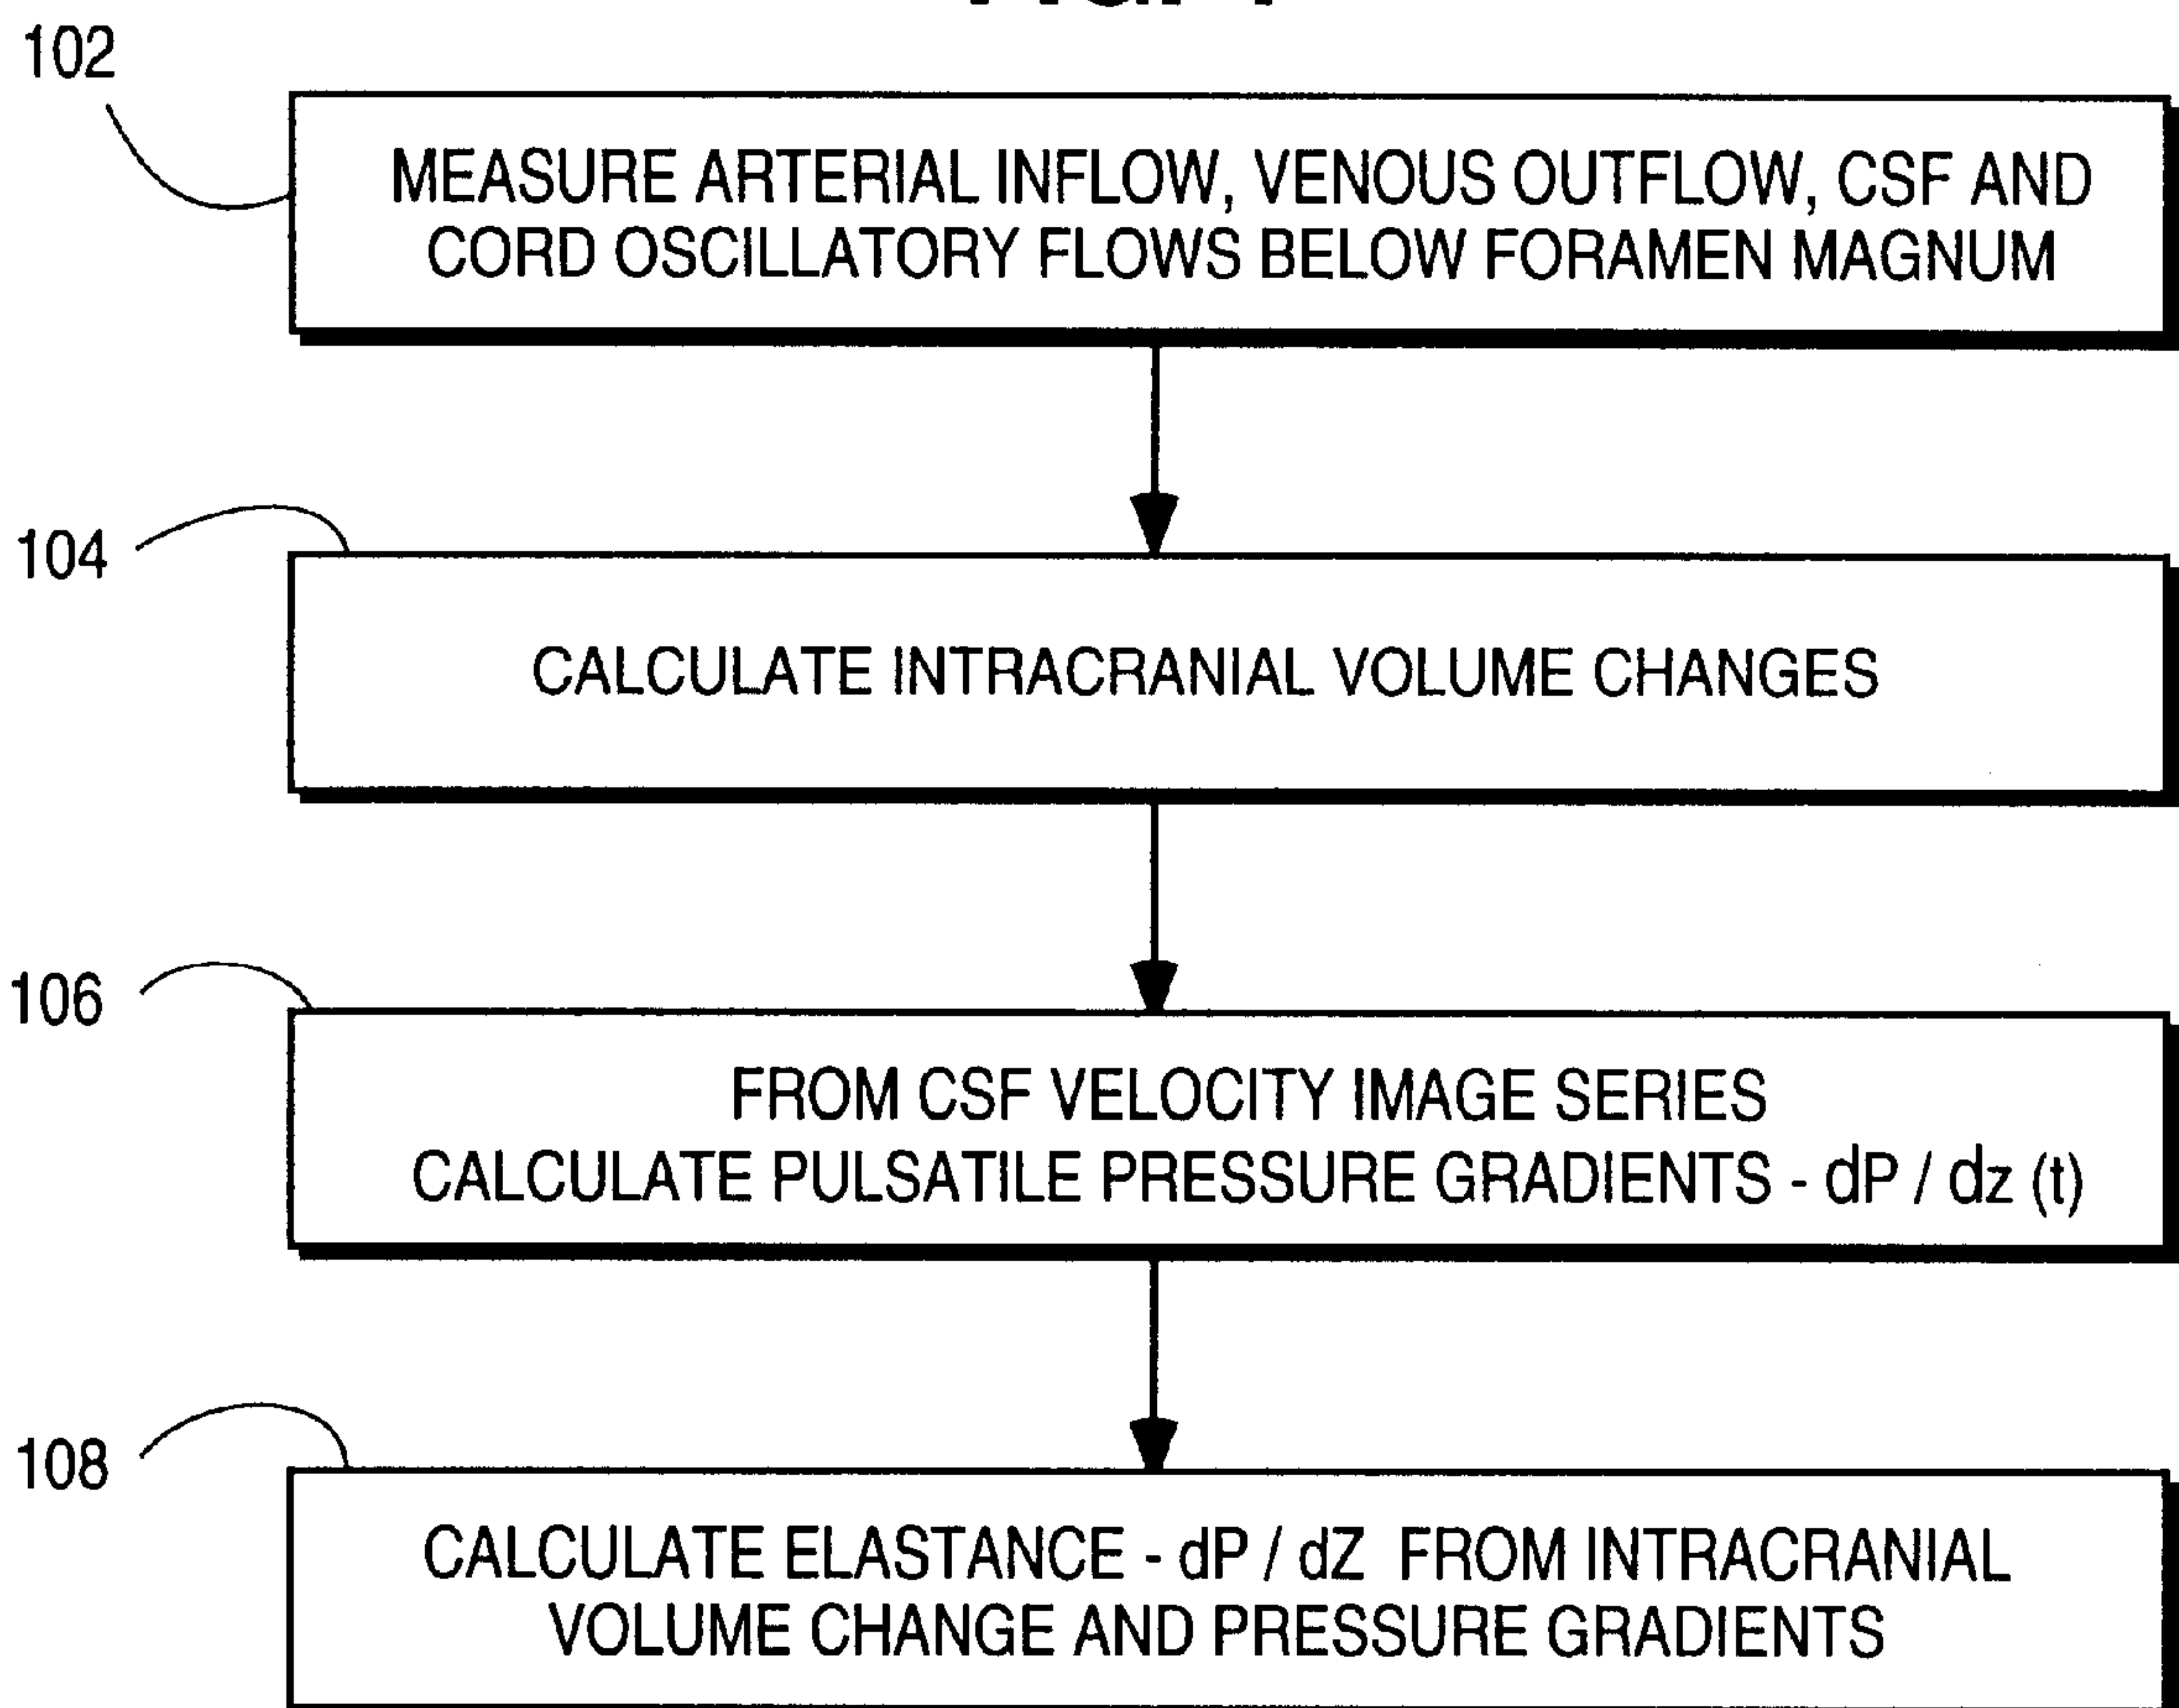 102
MEASURE ARTERIAL INFLOW, VENOUS OUTFLOW, CSF AND
CORD OSCILLATORY FLOWS BELOW FORAMEN MAGNUM
104
CALCULATE INTRACRANIAL VOLUME CHANGES
106
FROM CSF VELOCITY IMAGE SERIES
CALCULATE PULSATILE PRESSURE GRADIENTS - dP / dz (t)
108
CALCULATE ELASTANCE - dP / dZ FROM INTRACRANIAL
VOLUME CHANGE AND PRESSURE GRADIENTS